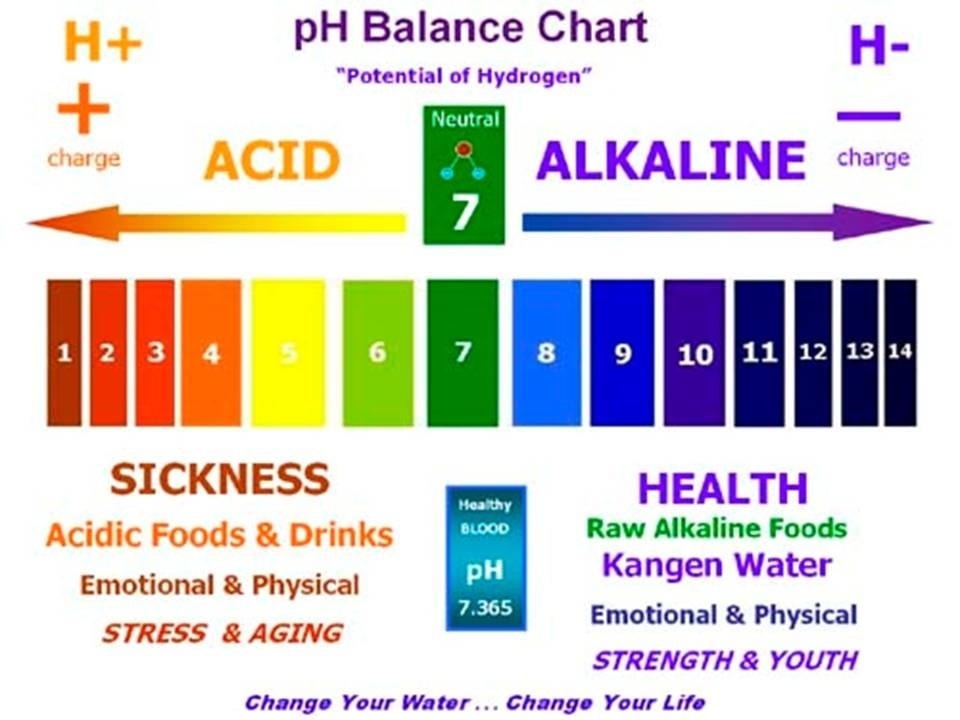 pH Balance Chart
"Potential of Hydrogen"
H+
+
charge
ACID
Neutral
7
ALKALINE
H-
—
charge
1 2 3 4 5 6 7 8 9 10 11 12 13 14
SICKNESS
Acidic Foods & Drinks
Emotional & Physical
STRESS & AGING
Healthy
BLOOD
pH
7.365
HEALTH
Raw Alkaline Foods
Kangen Water
Emotional & Physical
STRENGTH & YOUTH
Change Your Water ... Change Your Life